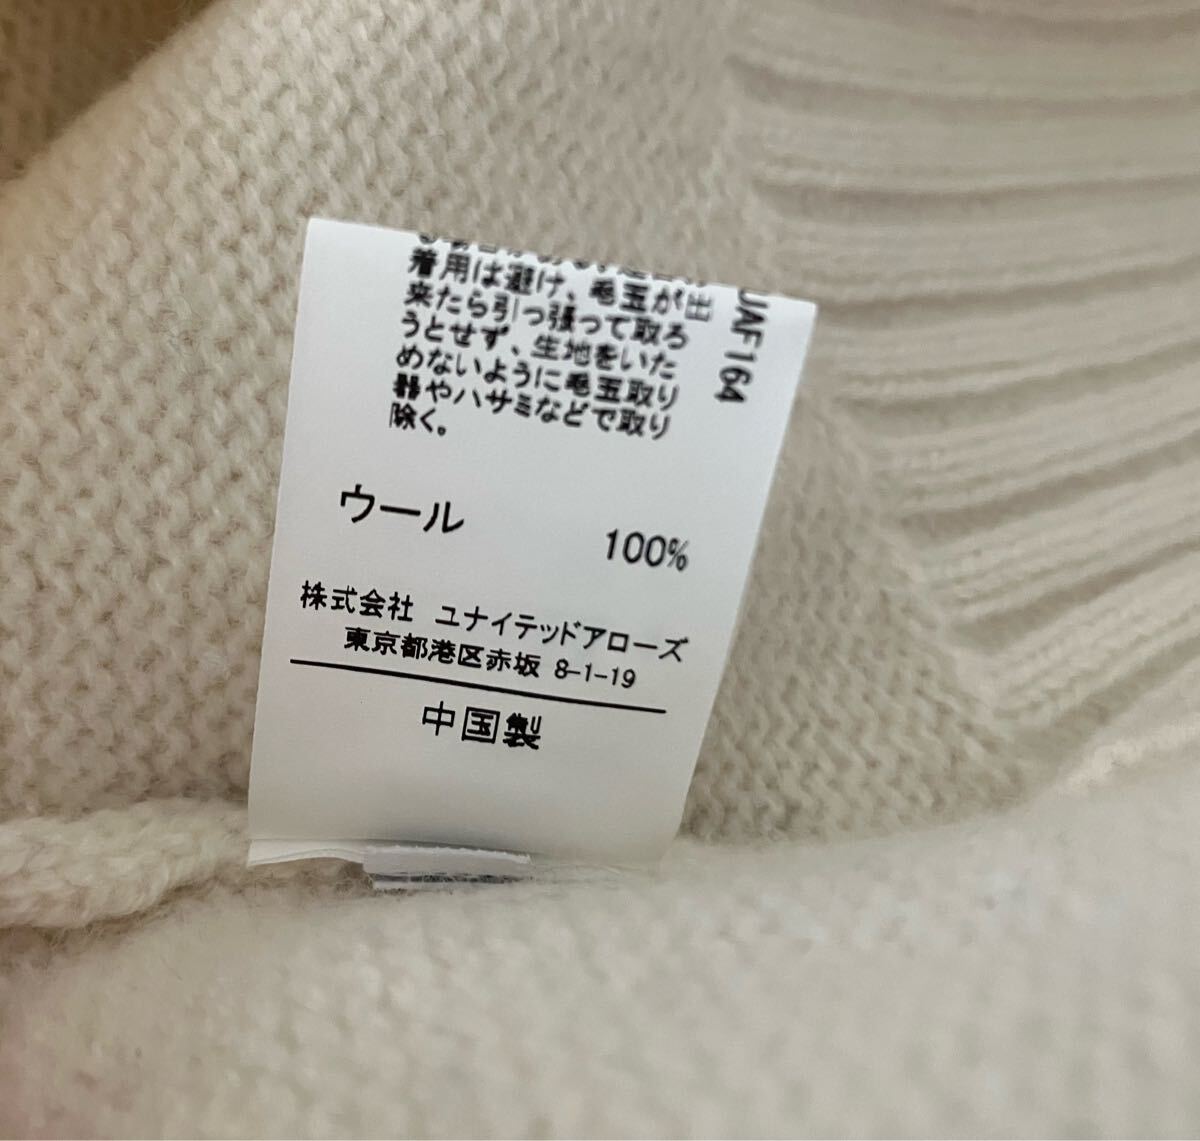 着用は避け、毛玉が出
来たら引っ張って取ろ
うとせず、生地をいた
めないように毛玉取り
器やハサミなどで取り
除く。
UAF164
ウール 100%
株式会社 ユナイテッドアローズ
東京都港区赤坂 8-1-19
中国製